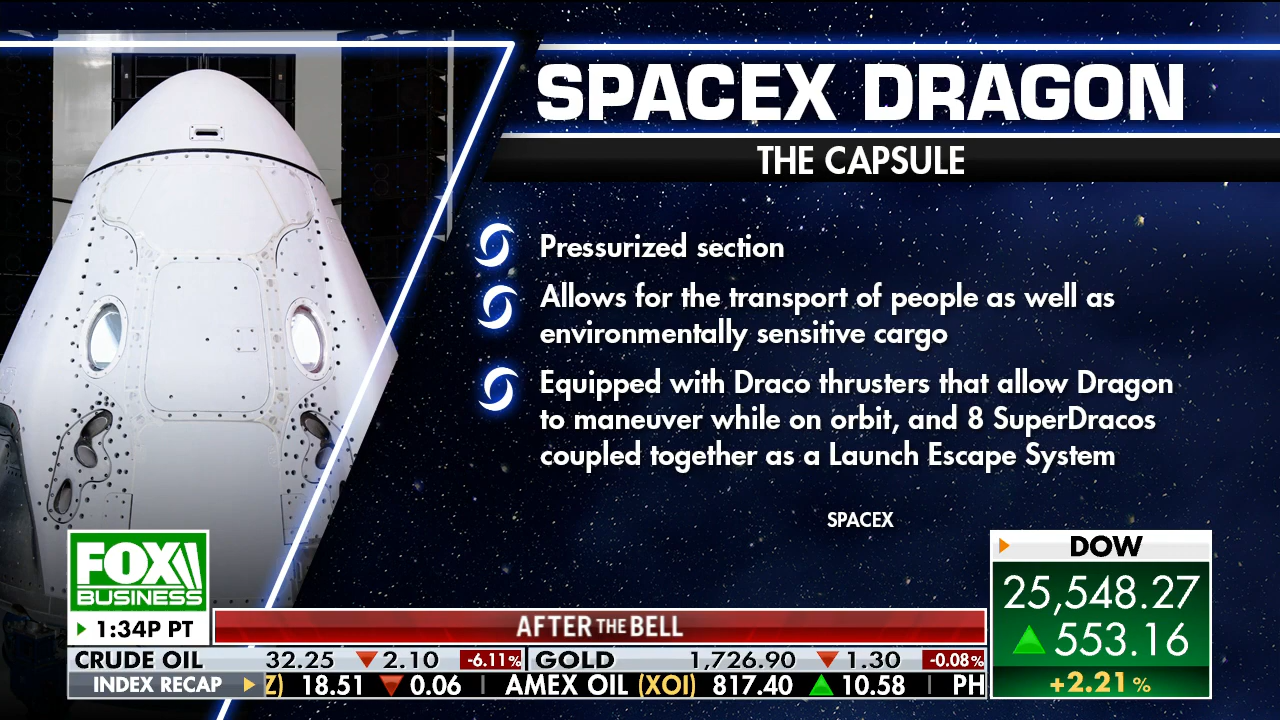 SPACEX DRAGON
THE CAPSULE
Pressurized section
Allows for the transport of people as well as
environmentally sensitive cargo
Equipped with Draco thrusters that allow Dragon
to maneuver while on orbit, and 8 SuperDracos
coupled together as a Launch Escape System
SPACEX
FOX
BUSINESS
1:34P PT
AFTER THE BELL
DOW
25,548.27
553.16
+2.21%
CRUDE OIL 32.25 2.10 -6.11% GOLD 1,726.90 1.30 -0.08%
INDEX RECAP Z) 18.51 0.06 | AMEX OIL (XOI) 817.40 10.58 | PH